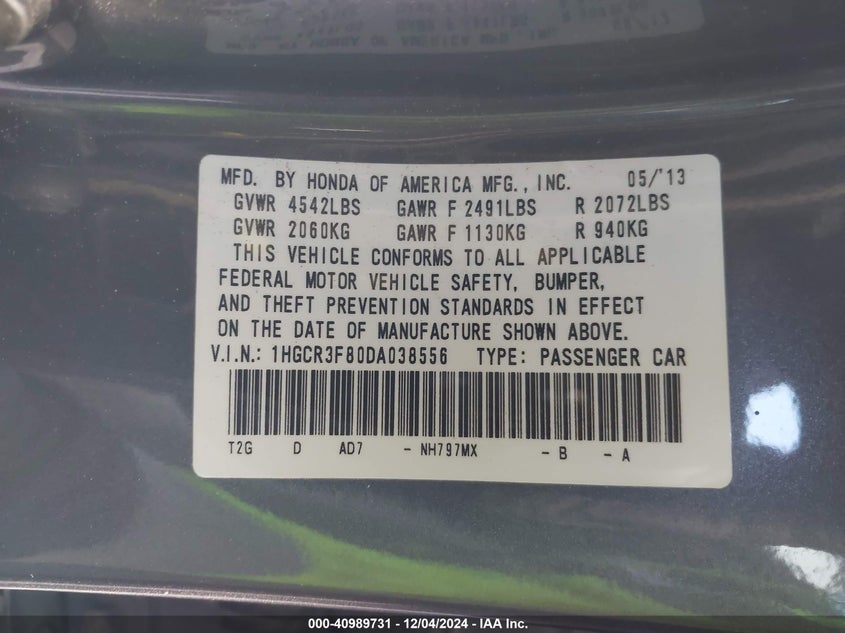 MFD. BY HONDA OF AMERICA MFG., INC. 05/'13
GVWR 4542LBS GAWR F 2491LBS R 2072LBS
GVWR 2060KG GAWR F 1130KG R 940KG
THIS VEHICLE CONFORMS TO ALL APPLICABLE
FEDERAL MOTOR VEHICLE SAFETY, BUMPER,
AND THEFT PREVENTION STANDARDS IN EFFECT
ON THE DATE OF MANUFACTURE SHOWN ABOVE.
V.I.N.: 1HGCR3F80DA038556 TYPE: PASSENGER CAR
T2G D AD7 - NH797MX - B - A
000-40989731 - 12/04/2024 - IAA Inc.